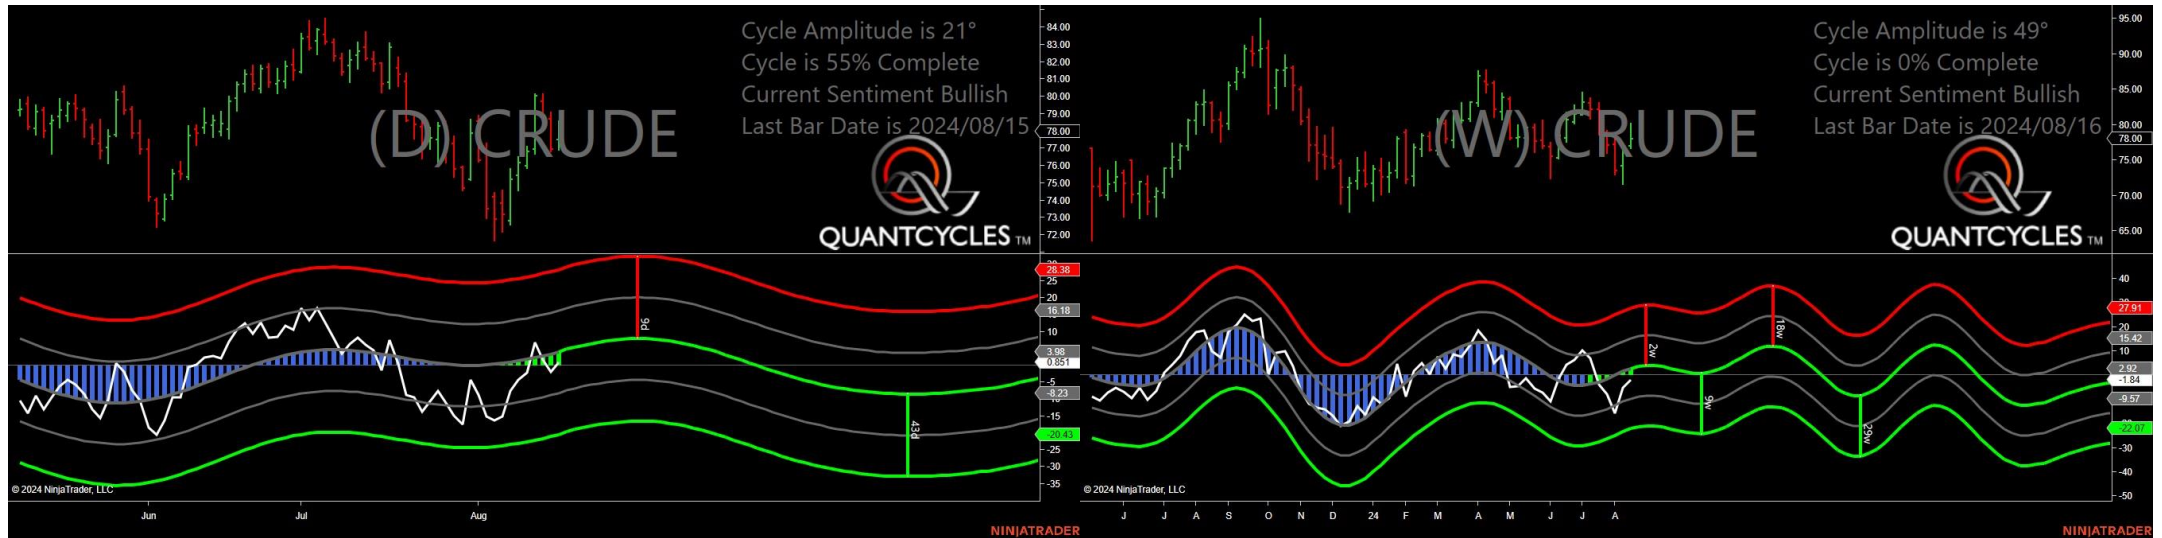 Cycle Amplitude is 21°
Cycle is 55% Complete
Current Sentiment Bullish
Last Bar Date is 2024/08/15
(D) CRUDE
QUANTCYCLES TM
84.00
83.00
82.00
81.00
80.00
79.00
78.00
77.00
76.00
75.00
74.00
73.00
72.00
28.38
25
20
16.18
10
3.98
0.851
-5
-8.23
-15
-20.43
-25
-30
-35
9d
43d
© 2024 NinjaTrader, LLC
Jun
Jul
Aug
NINJATRADER
Cycle Amplitude is 49°
Cycle is 0% Complete
Current Sentiment Bullish
Last Bar Date is 2024/08/16
(W) CRUDE
QUANTCYCLES TM
95.00
90.00
85.00
80.00
78.00
75.00
70.00
65.00
40
27.91
20
15.42
10
2.92
-1.84
-9.57
-22.07
-30
-40
-50
2w
9w
18w
29w
© 2024 NinjaTrader, LLC
J J A S O N D 24 F M A M J J A
NINJATRADER